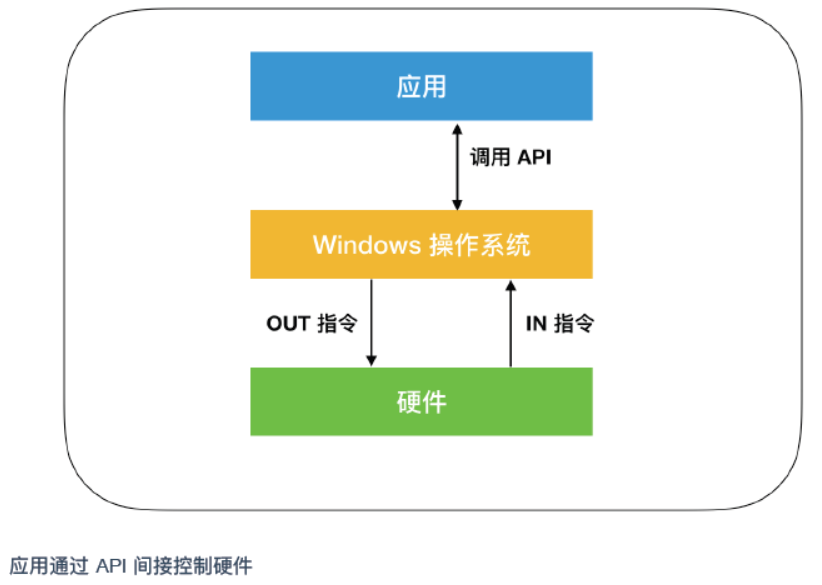 应用
调用 API
Windows 操作系统
OUT 指令
IN 指令
硬件
应用通过 API 间接控制硬件